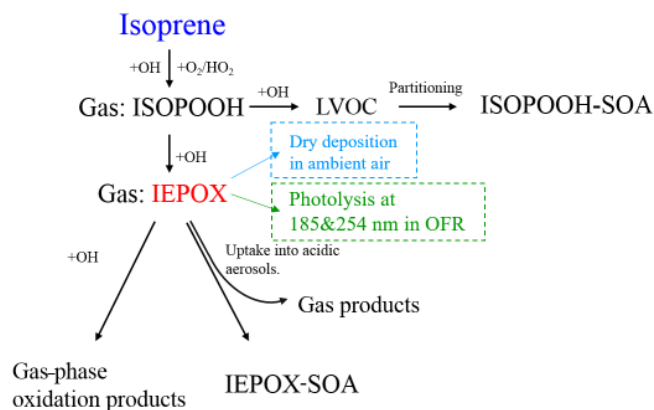 Isoprene
+OH
+O2/HO2
Gas: ISOPOOH
+OH
LVOC
Partitioning
ISOPOOH-SOA
+OH
Dry deposition
in ambient air
Gas: IEPOX
Photolysis at
185&254 nm in OFR
+OH
Uptake into acidic
aerosols.
Gas products
Gas-phase
oxidation products
IEPOX-SOA